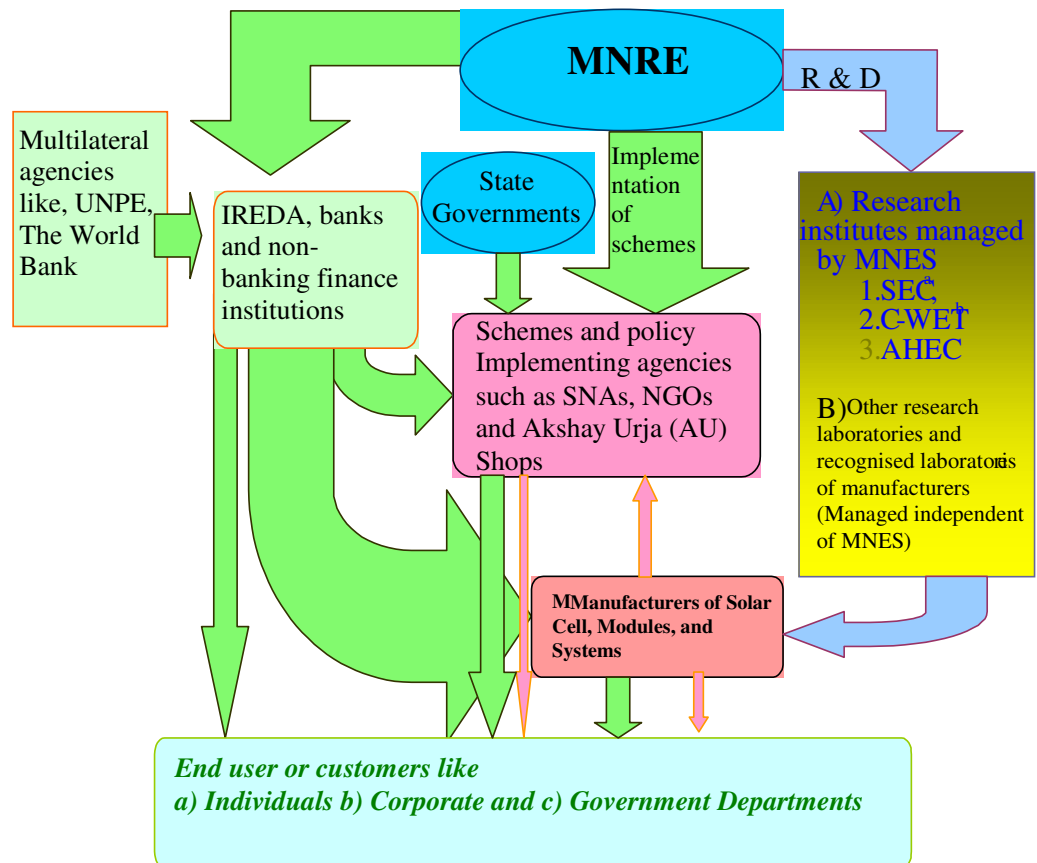 MNRE
R & D
Multilateral
agencies
like, UNPE,
The World
Bank
IREDA, banks
and non-
banking finance
institutions
State
Governments
Impleme
ntation
of
schemes
Schemes and policy
Implementing agencies
such as SNAs, NGOs
and Akshay Urja (AU)
Shops
A) Research
institutes managed
by MNES
1.SECa,
2.C-WETb
3.AHEC
B)Other research
laboratories and
recognised laboratories
of manufacturers
(Managed independent
of MNES)
MManufacturers of Solar
Cell, Modules, and
Systems
End user or customers like
a) Individuals b) Corporate and c) Government Departments